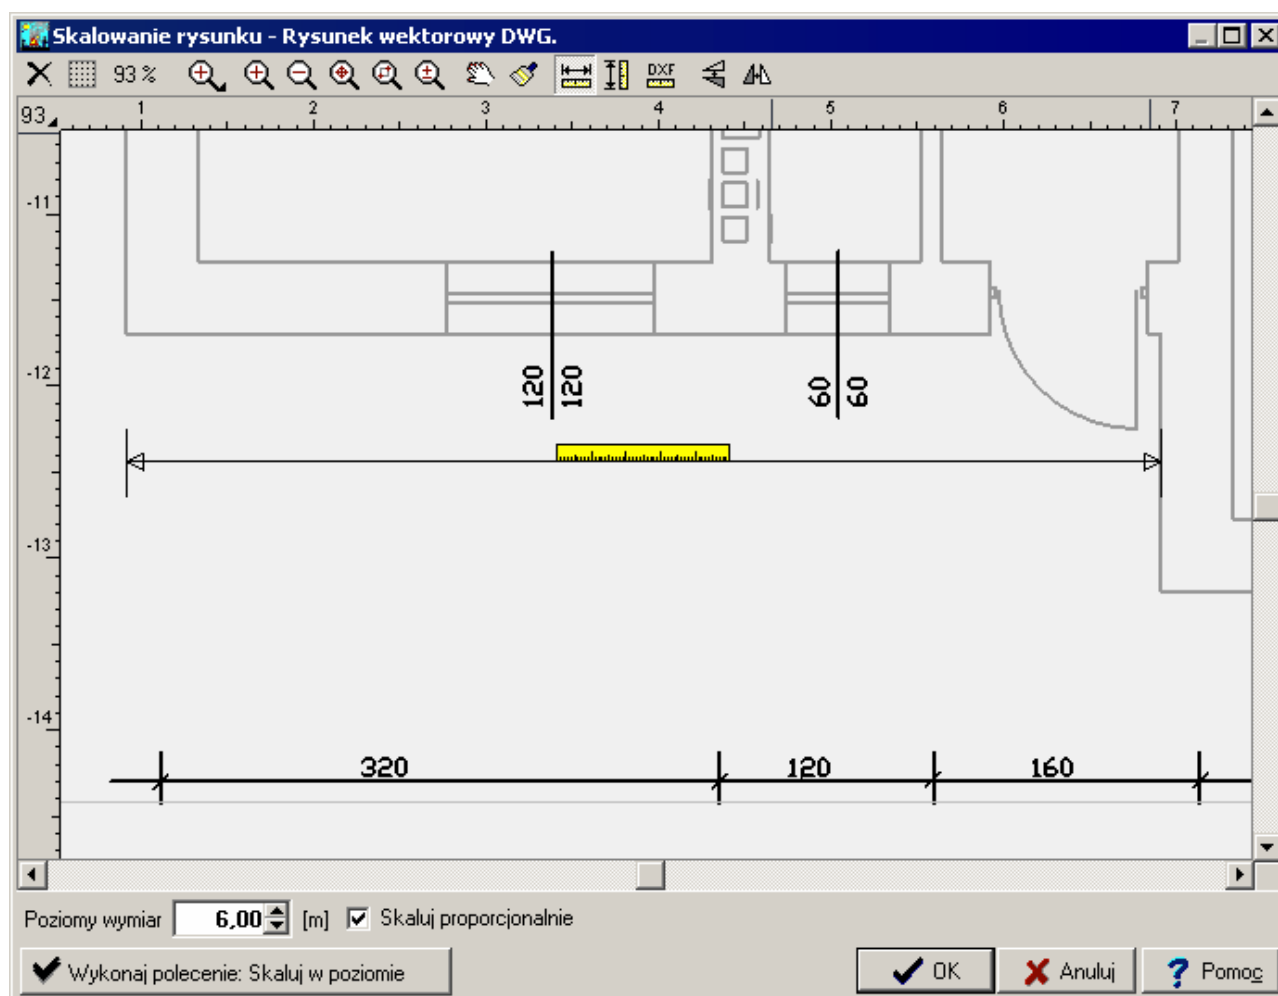 Skalowanie rysunku - Rysunek wektorowy DWG.
93 % DXF
93 1 2 3 4 5 6 7
-11
-12
120 120 60 60
-13
-14
320 120 160
Poziomy wymiar 6,00 [m] Skaluj proporcjonalnie
Wykonaj polecenie: Skaluj w poziomie OK Anuluj Pomoc